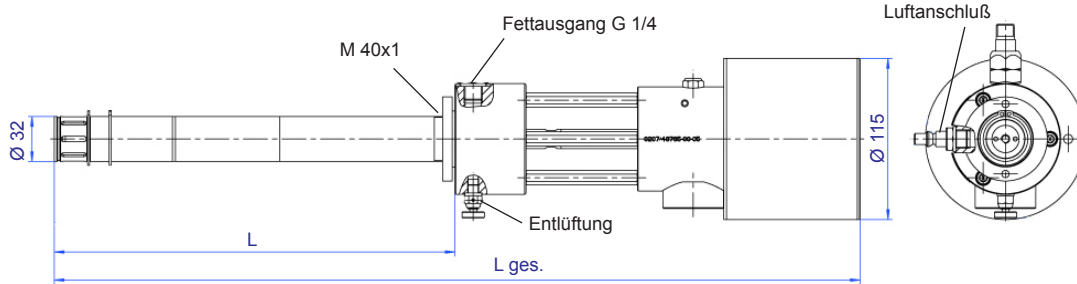 Luftanschluß
Fettausgang G 1/4
M 40x1
Ø 32
Ø 115
Entlüftung
L
L ges.